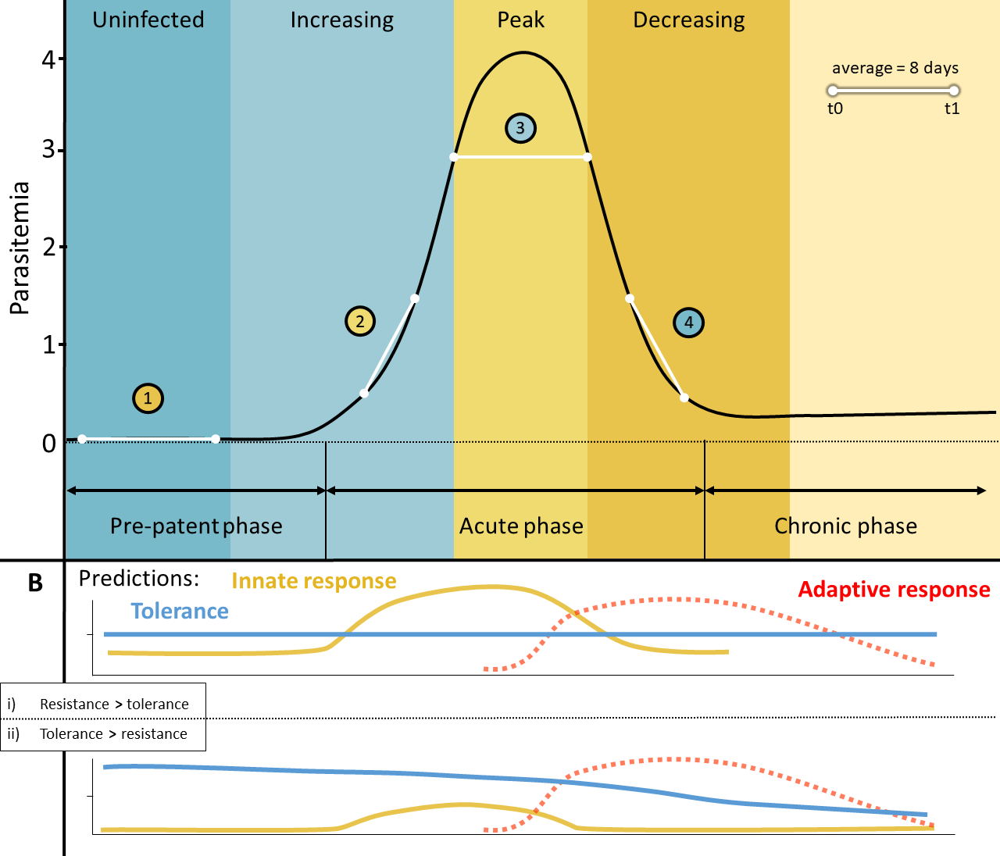 Uninfected
Increasing
Peak
Decreasing
4
3
2
1
0
Parasitemia
average = 8 days
t0
t1
1
2
3
4
Pre-patent phase
Acute phase
Chronic phase
B
Predictions:
Innate response
Adaptive response
Tolerance
i) Resistance > tolerance
ii) Tolerance > resistance